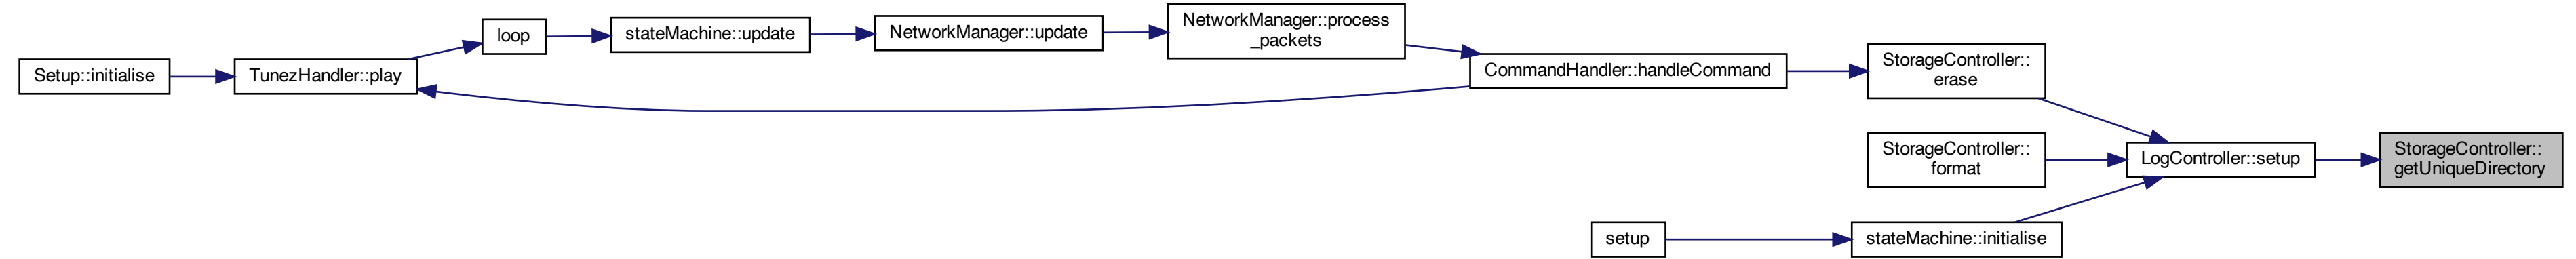 NetworkManager::process
_packets
loop
stateMachine::update
NetworkManager::update
Setup::initialise
TunezHandler::play
CommandHandler::handleCommand
StorageController::
erase
StorageController::
format
LogController::setup
StorageController::
getUniqueDirectory
setup
stateMachine::initialise